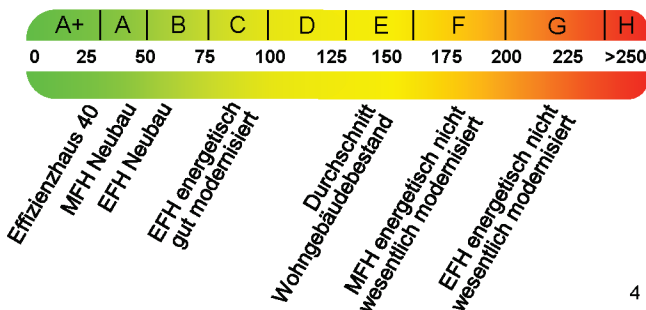 A+ A B C D E F G H
0 25 50 75 100 125 150 175 200 225 >250
Effizienzhaus 40
MFH Neubau
EFH Neubau
EFH energetisch
gut modernisiert
Durchschnitt
Wohngebäudebestand
MFH energetisch nicht
wesentlich modernisiert
EFH energetisch nicht
wesentlich modernisiert
4